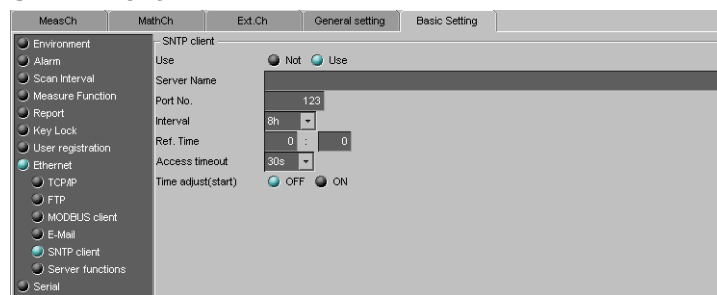 MeasCh MathCh Ext.Ch General setting Basic Setting
Environment
Alarm
Scan Interval
Measure Function
Report
Key Lock
User registration
Ethernet
TCP/IP
FTP
MODBUS client
E-Mail
SNTP client
Server functions
Serial
SNTP client
Use Not Use
Server Name
Port No. 123
Interval 8h
Ref. Time 0 : 0
Access timeout 30s
Time adjust(start) OFF ON